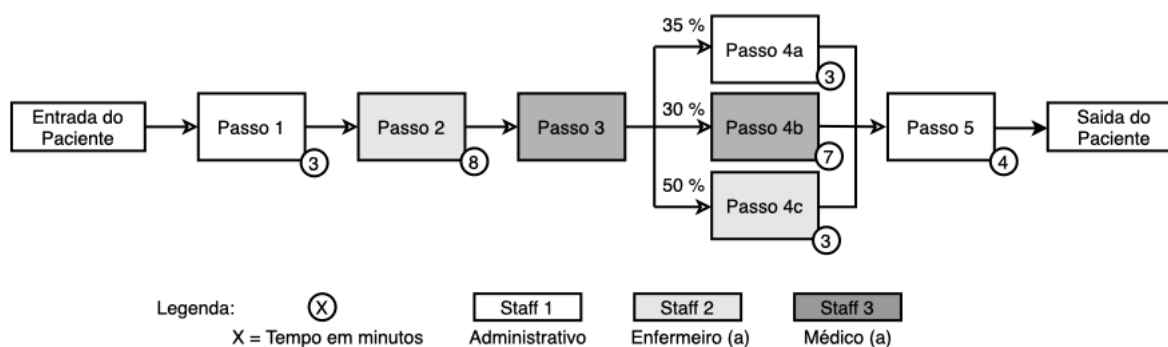 Entrada do
Paciente
Passo 1
3
Passo 2
8
Passo 3
35 %
Passo 4a
3
30 %
Passo 4b
7
50 %
Passo 4c
3
Passo 5
4
Saida do
Paciente
Legenda:
X
X = Tempo em minutos
Staff 1
Administrativo
Staff 2
Enfermeiro (a)
Staff 3
Médico (a)